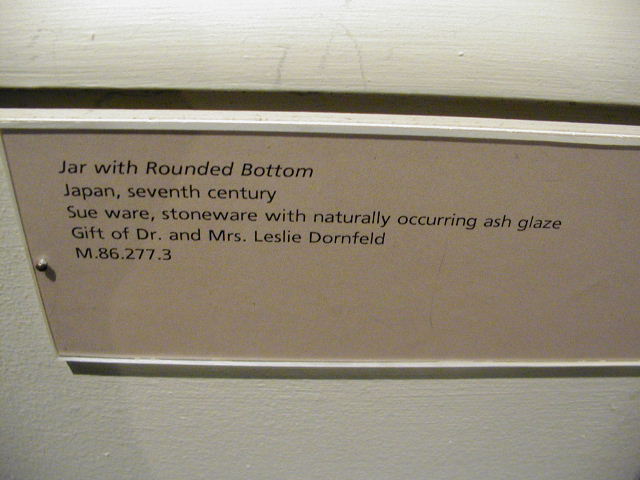 Jar with Rounded Bottom
Japan, seventh century
Sue ware, stoneware with naturally occurring ash glaze
Gift of Dr. and Mrs. Leslie Dornfeld
M.86.277.3